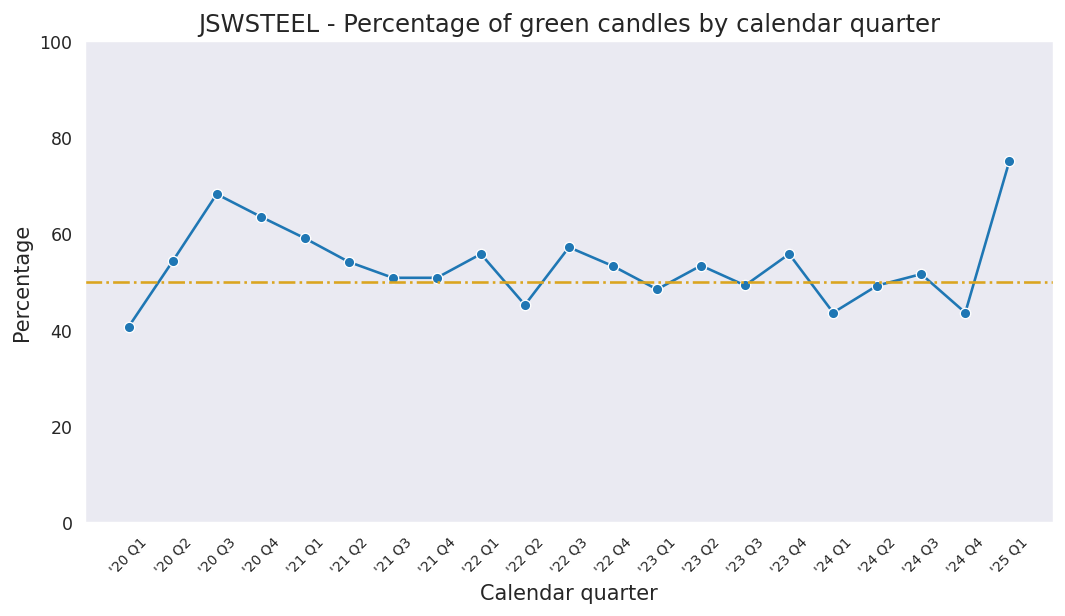 JSWSTEEL - Percentage of green candles by calendar quarter
100
80
60
40
20
0
Percentage
'20 Q1
'20 Q2
'20 Q3
'20 Q4
'21 Q1
'21 Q2
'21 Q3
'21 Q4
'22 Q1
'22 Q2
'22 Q3
'22 Q4
'23 Q1
'23 Q2
'23 Q3
'23 Q4
'24 Q1
'24 Q2
'24 Q3
'24 Q4
'25 Q1
Calendar quarter